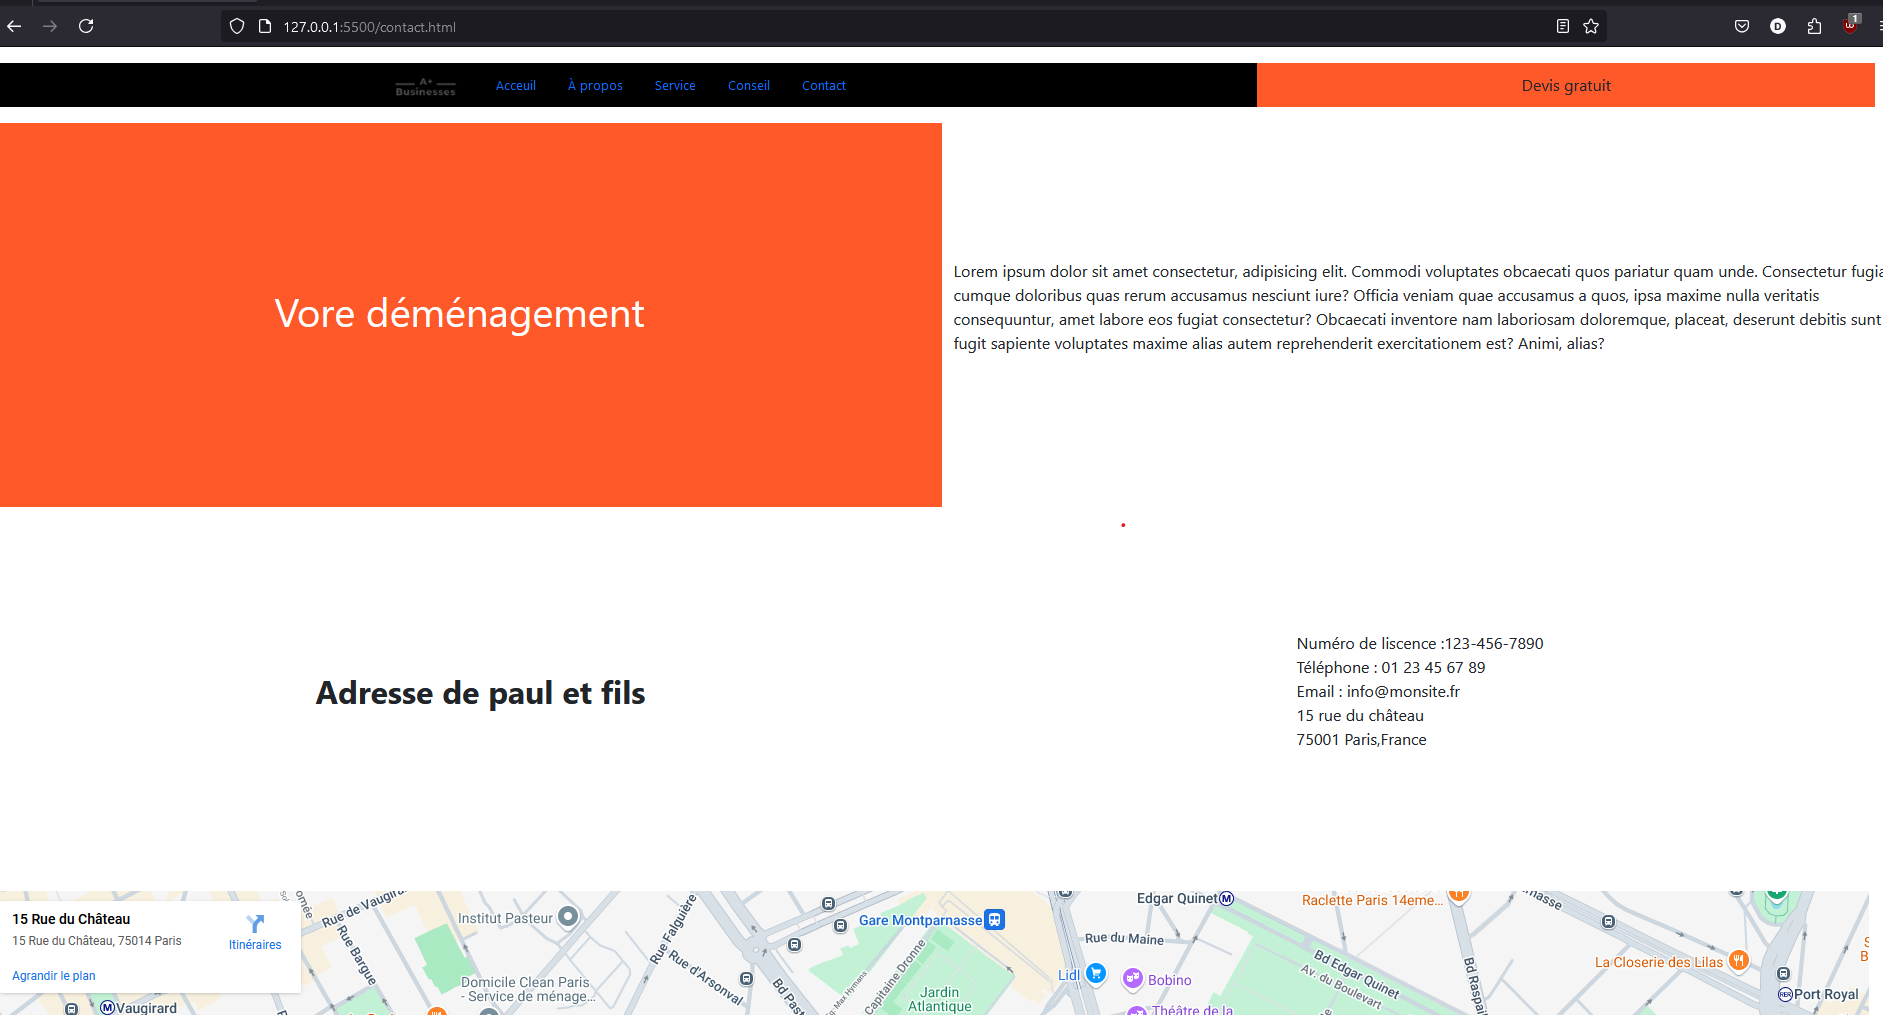 127.0.0.1:5500/contact.html
D
1
A+
Businesses
Acceuil
À propos
Service
Conseil
Contact
Devis gratuit
Vore déménagement
Lorem ipsum dolor sit amet consectetur, adipisicing elit. Commodi voluptates obcaecati quos pariatur quam unde. Consectetur fugia
cumque doloribus quas rerum accusamus nesciunt iure? Officia veniam quae accusamus a quos, ipsa maxime nulla veritatis
consequuntur, amet labore eos fugiat consectetur? Obcaecati inventore nam laboriosam doloremque, placeat, deserunt debitis sunt
fugit sapiente voluptates maxime alias autem reprehenderit exercitationem est? Animi, alias?
Adresse de paul et fils
Numéro de liscence :123-456-7890
Téléphone : 01 23 45 67 89
Email : info@monsite.fr
15 rue du château
75001 Paris,France
15 Rue du Château
15 Rue du Château, 75014 Paris
Itinéraires
Agrandir le plan
Rue de Vaugirar
Rue Bargue
Institut Pasteur
Rue Falguière
Rue d'Arsonval
Domicile Clean Paris
- Service de ménage...
M Vaugirard
Bd Past
Gare Montparnasse
Capitaine Dronne
g. Max Hymans
Jardin
Atlantique
Edgar Quinet M
Rue du Maine
Lidl
Bobino
Théâtre de la
Raclette Paris 14eme...
Bd Edgar Quinet
Av. du Boulevart
Bd Raspai
La Closerie des Lilas
RER Port Royal